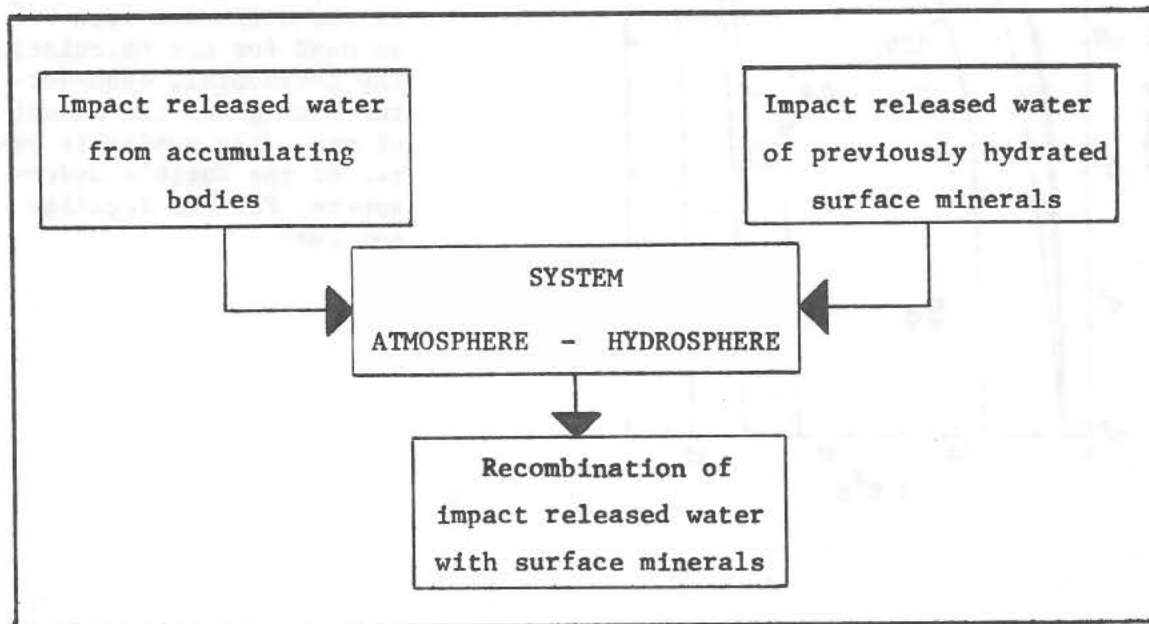 Impact released water
from accumulating
bodies
Impact released water
of previously hydrated
surface minerals
SYSTEM
ATMOSPHERE - HYDROSPHERE
Recombination of
impact released water
with surface minerals